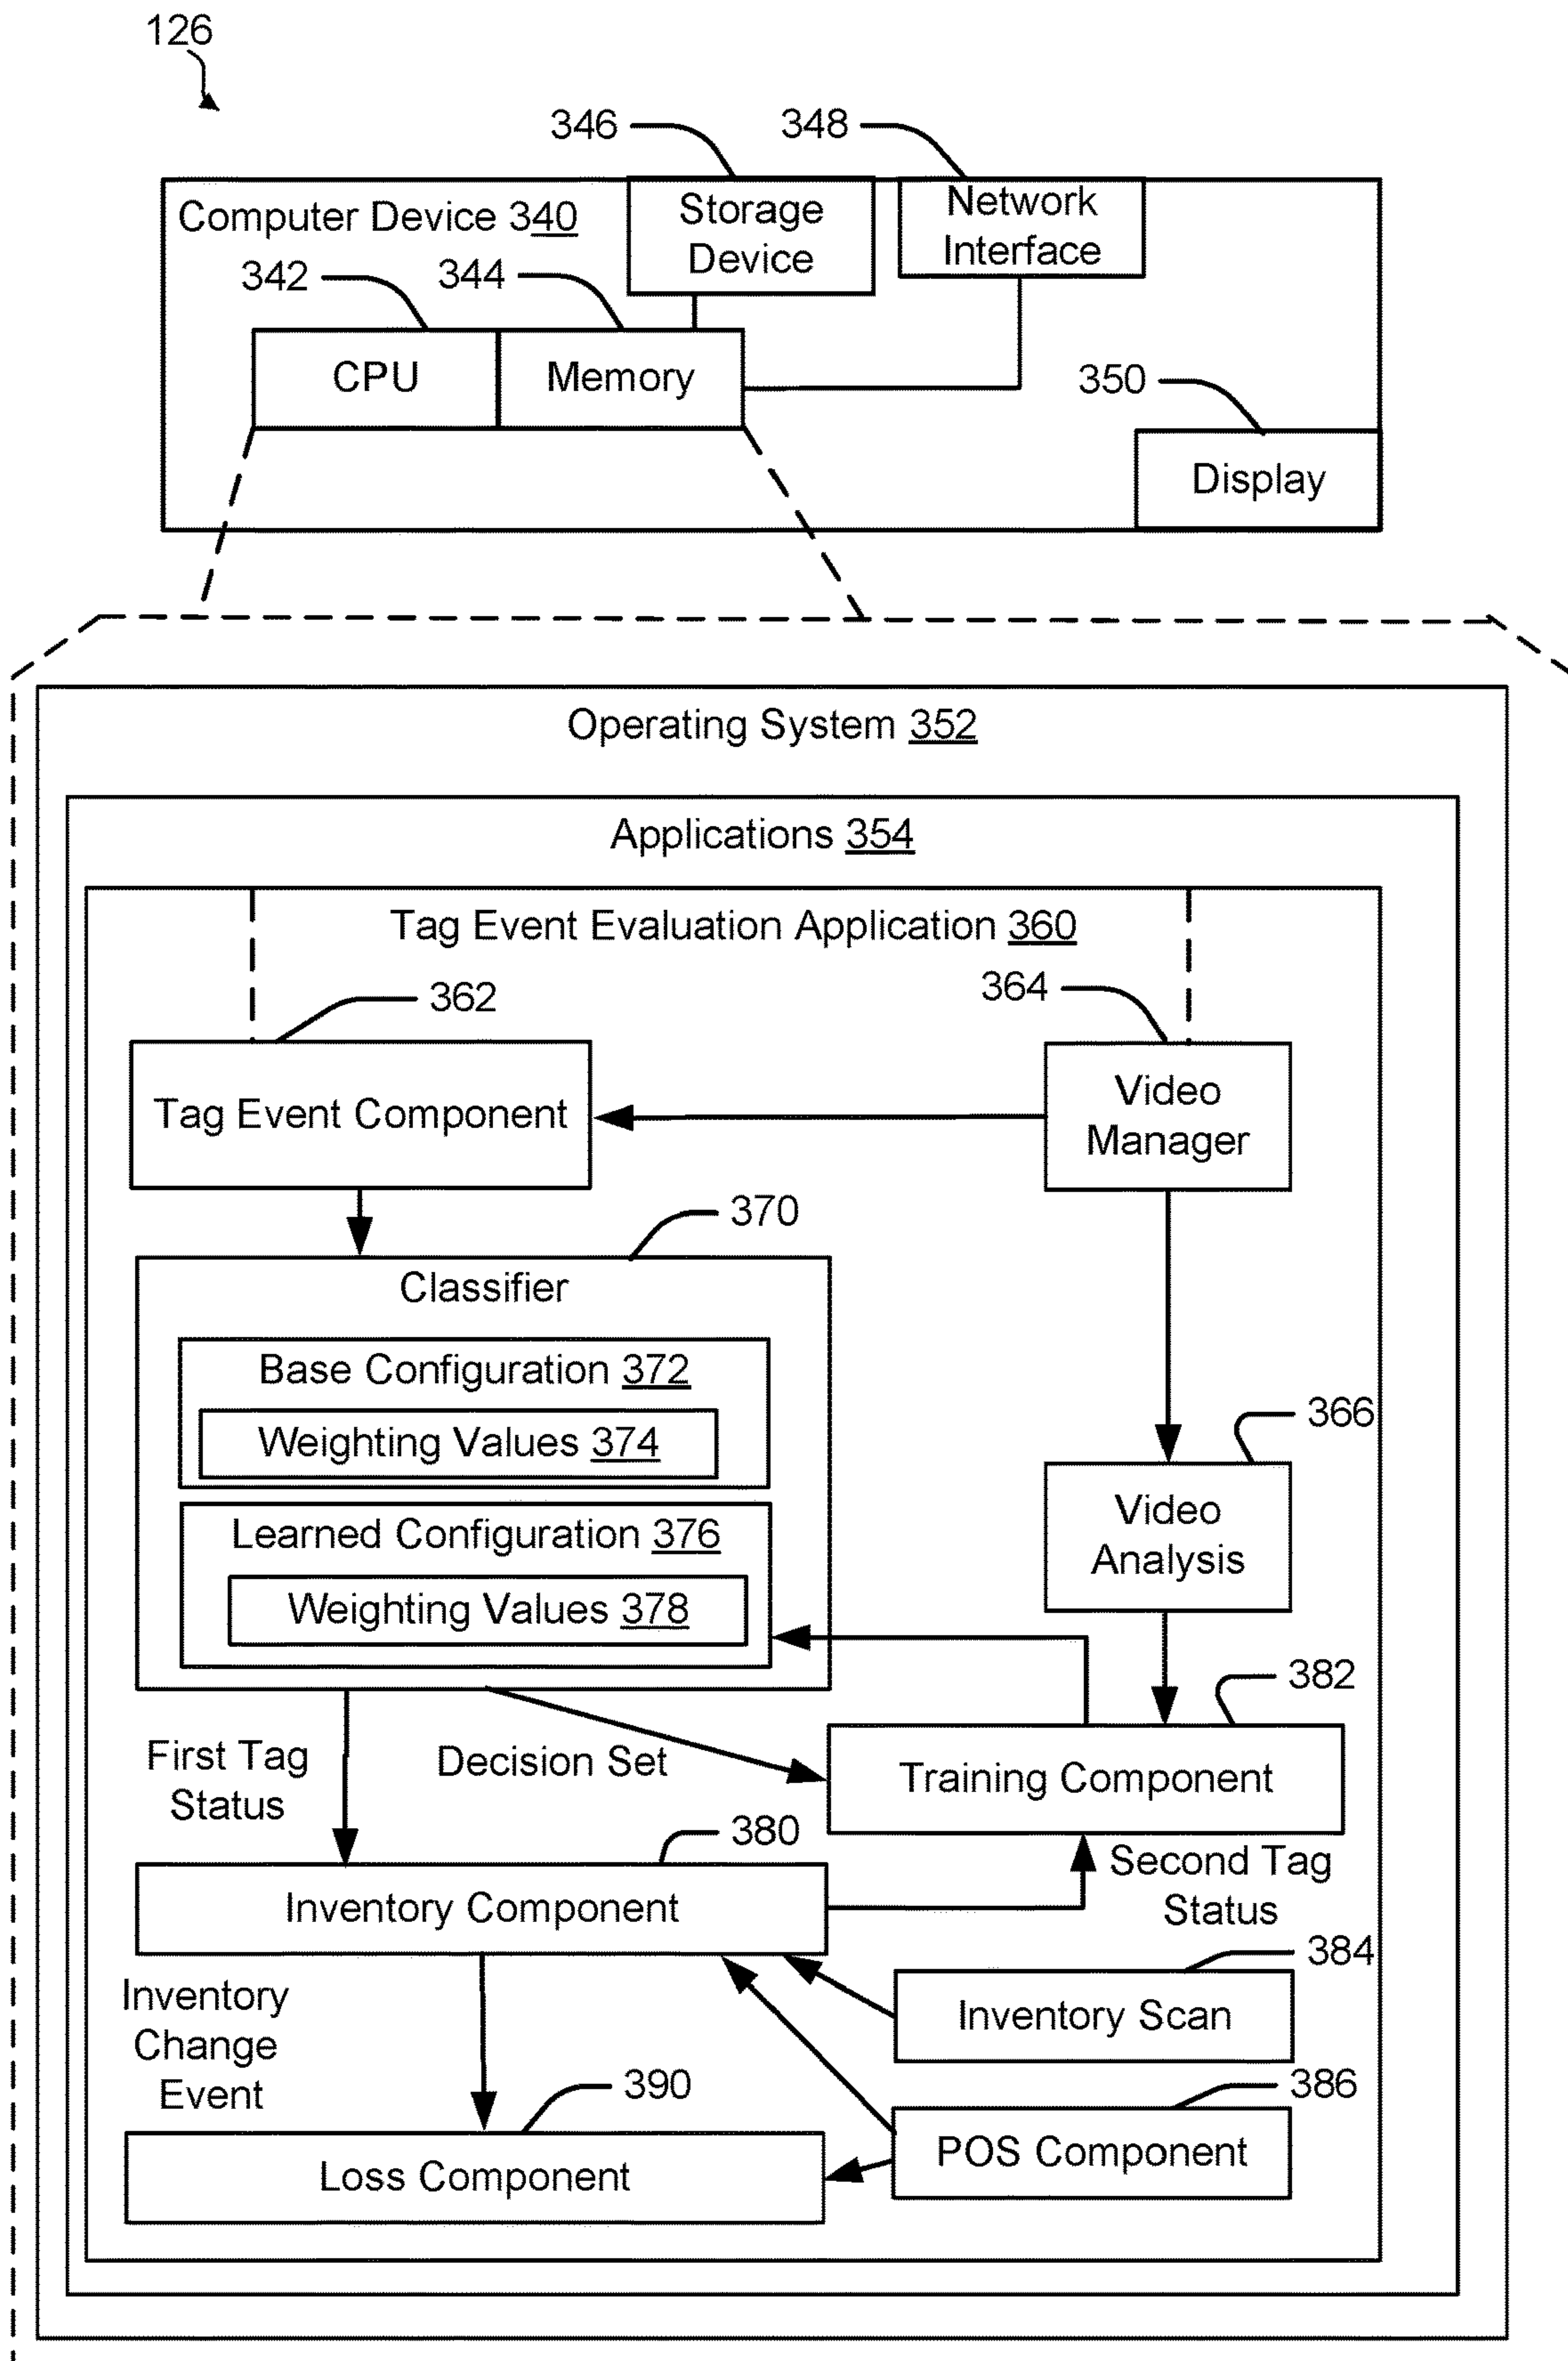 126
346
348
Computer Device 340
Storage
Device
Network
Interface
342
344
CPU
Memory
350
Display
Operating System 352
Applications 354
Tag Event Evaluation Application 360
362
364
Tag Event Component
Video
Manager
370
Classifier
Base Configuration 372
Weighting Values 374
366
Learned Configuration 376
Weighting Values 378
Video
Analysis
382
First Tag
Status
Decision Set
Training Component
380
Inventory Component
Second Tag
Status
384
Inventory
Change
Event
Inventory Scan
390
386
Loss Component
POS Component